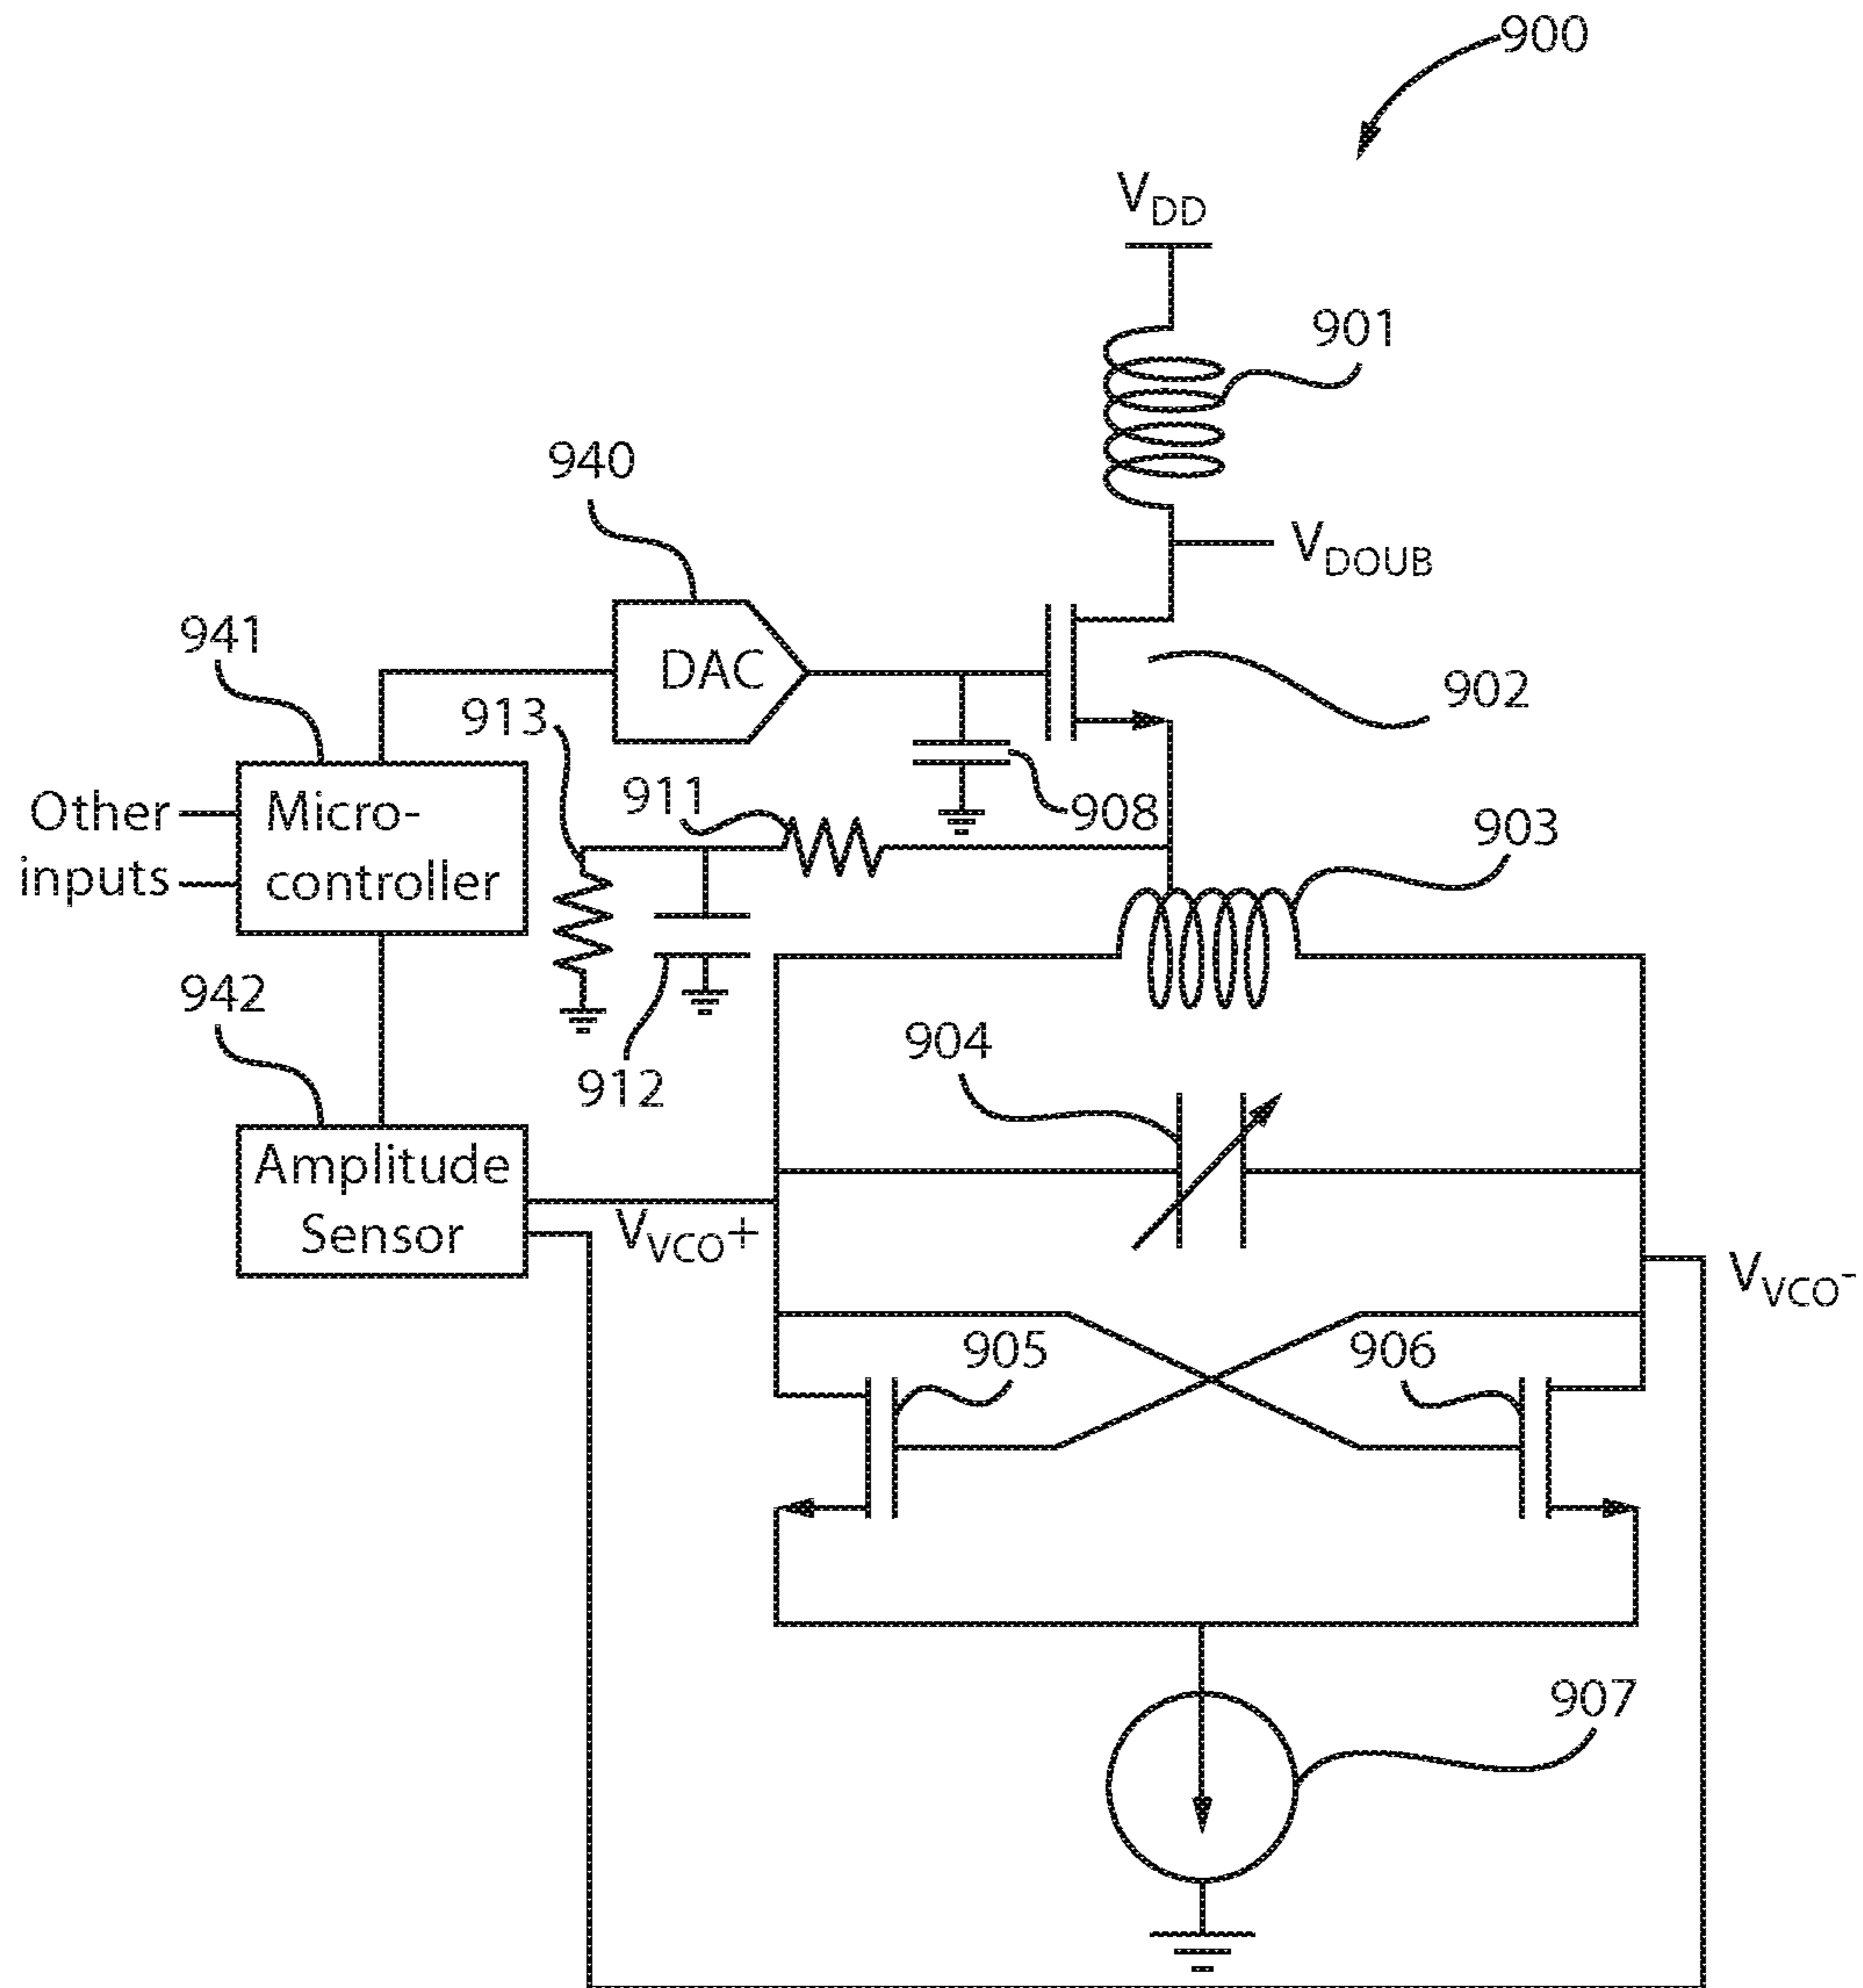 900
VDD
901
940
VDOUB
941
DAC
913
902
911
908
Other
inputs
Micro-
controller
903
942
904
912
Amplitude
Sensor
VVCO+
VVCO-
905
906
907